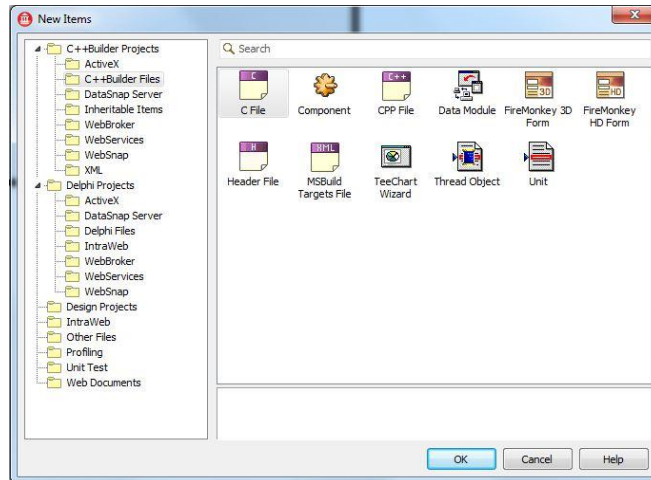 New Items
C++Builder Projects
ActiveX
C++Builder Files
DataSnap Server
Inheritable Items
WebBroker
WebServices
WebSnap
XML
Delphi Projects
ActiveX
DataSnap Server
Delphi Files
IntraWeb
WebBroker
WebServices
WebSnap
Design Projects
IntraWeb
Other Files
Profiling
Unit Test
Web Documents
Search
C
C++
3D
HD
C File
Component
CPP File
Data Module
FireMonkey 3D
Form
FireMonkey
HD Form
H
XML
Header File
MSBuild
Targets File
TeeChart
Wizard
Thread Object
Unit
OK
Cancel
Help